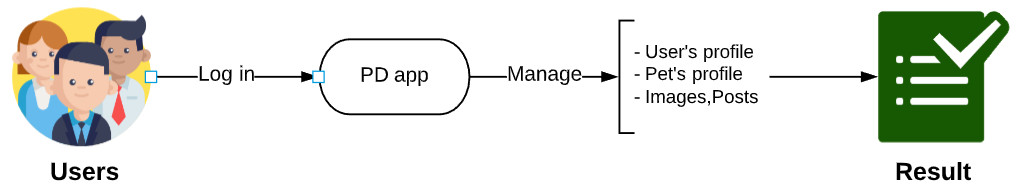 Log in
PD app
Manage
- User's profile
- Pet's profile
- Images,Posts
Users
Result